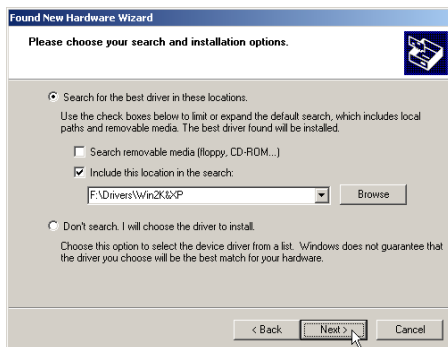 Found New Hardware Wizard
Please choose your search and installation options.
Search for the best driver in these locations.
Use the check boxes below to limit or expand the default search, which includes local
paths and removable media. The best driver found will be installed.
Search removable media (floppy, CD-ROM...)
Include this location in the search:
F:\Drivers\Win2K&XP
Browse
Don't search. I will choose the driver to install.
Choose this option to select the device driver from a list. Windows does not guarantee that
the driver you choose will be the best match for your hardware.
< Back Next > Cancel